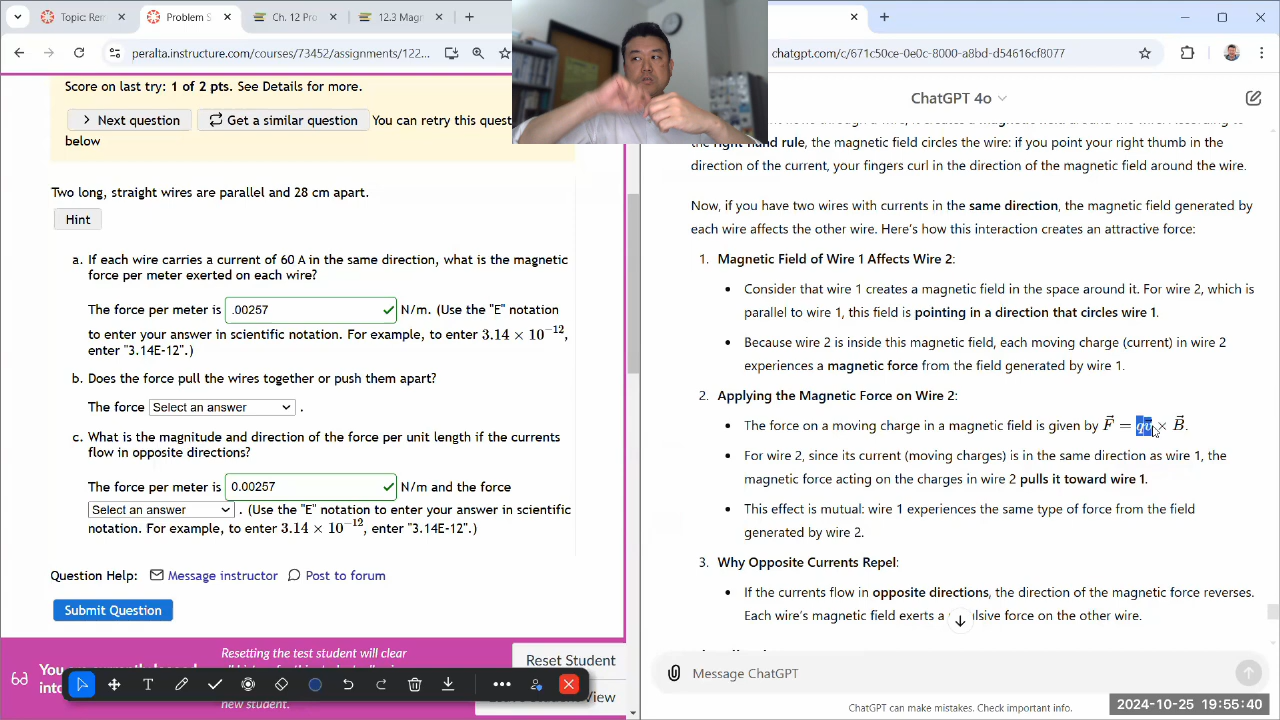 Topic: Rem
Problem S
Ch. 12 Pro
12.3 Magn
peralta.instructure.com/courses/73452/assignments/122...
chatgpt.com/c/671c50ce-de0c-8000-a8bd-d54616cf8077
Score on last try: 1 of 2 pts. See Details for more.
Next question
Get a similar question
You can retry this quest
below
Two long, straight wires are parallel and 28 cm apart.
Hint
a. If each wire carries a current of 60 A in the same direction, what is the magnetic
force per meter exerted on each wire?
The force per meter is .00257 N/m. (Use the "E" notation
to enter your answer in scientific notation. For example, to enter 3.14 × 10⁻¹²,
enter "3.14E-12".)
b. Does the force pull the wires together or push them apart?
The force Select an answer .
c. What is the magnitude and direction of the force per unit length if the currents
flow in opposite directions?
The force per meter is 0.00257 N/m and the force
Select an answer . (Use the "E" notation to enter your answer in scientific
notation. For example, to enter 3.14 × 10⁻¹², enter "3.14E-12".)
Question Help: Message instructor Post to forum
Submit Question
Resetting the test student will clear
Reset Student
View
new student.
ChatGPT 4o
the right-hand rule, the magnetic field circles the wire: if you point your right thumb in the
direction of the current, your fingers curl in the direction of the magnetic field around the wire.
Now, if you have two wires with currents in the same direction, the magnetic field generated by
each wire affects the other wire. Here's how this interaction creates an attractive force:
1. Magnetic Field of Wire 1 Affects Wire 2:
• Consider that wire 1 creates a magnetic field in the space around it. For wire 2, which is
parallel to wire 1, this field is pointing in a direction that circles wire 1.
• Because wire 2 is inside this magnetic field, each moving charge (current) in wire 2
experiences a magnetic force from the field generated by wire 1.
2. Applying the Magnetic Force on Wire 2:
• The force on a moving charge in a magnetic field is given by F⃗ = qv⃗ × B⃗.
• For wire 2, since its current (moving charges) is in the same direction as wire 1, the
magnetic force acting on the charges in wire 2 pulls it toward wire 1.
• This effect is mutual: wire 1 experiences the same type of force from the field
generated by wire 2.
3. Why Opposite Currents Repel:
• If the currents flow in opposite directions, the direction of the magnetic force reverses.
Each wire's magnetic field exerts a ulsive force on the other wire.
Message ChatGPT
ChatGPT can make mistakes. Check important info.
2024-10-25 19:55:40